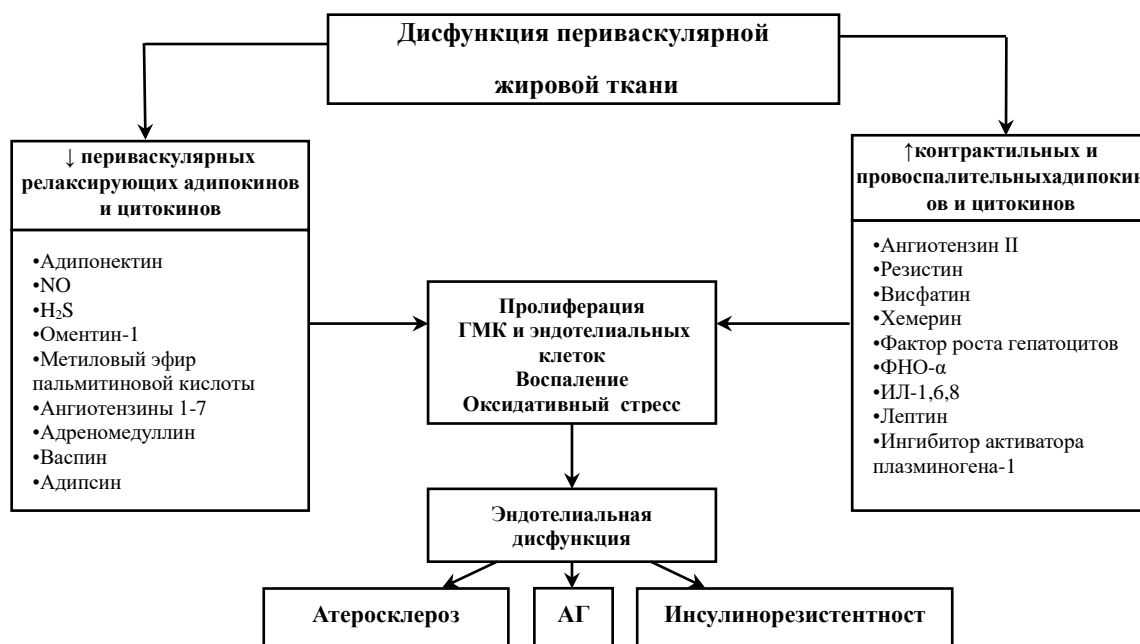 Дисфункция периваскулярной
жировой ткани
↓ периваскулярных
релаксирующих адипокинов
и цитокинов
•Адипонектин
•NO
•H₂S
•Оментин-1
•Метиловый эфир
пальмитиновой кислоты
•Ангиотензины 1-7
•Адреномедуллин
•Васпин
•Адипсин
Пролиферация
ГМК и эндотелиальных
клеток
Воспаление
Оксидативный стресс
↑контрактильных и
провоспалительныхадипокин
ов и цитокинов
•Ангиотензин II
•Резистин
•Висфатин
•Хемерин
•Фактор роста гепатоцитов
•ФНО-α
•ИЛ-1,6,8
•Лептин
•Ингибитор активатора
плазминогена-1
Эндотелиальная
дисфункция
Атеросклероз
АГ
Инсулинорезистентност